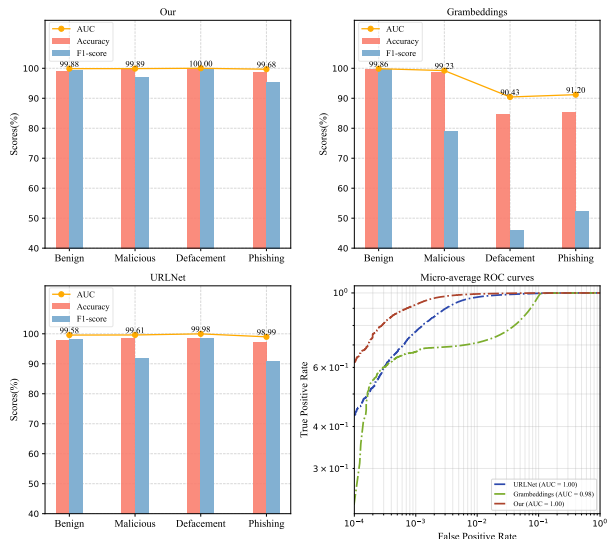 Our
AUC
Accuracy
F1-score
99.88
99.89
100.00
99.68
100
90
80
70
60
50
40
Scores(%)
Benign
Malicious
Defacement
Phishing
Grambeddings
AUC
Accuracy
F1-score
99.86
99.23
90.43
91.20
100
90
80
70
60
50
40
Scores(%)
Benign
Malicious
Defacement
Phishing
URLNet
AUC
Accuracy
F1-score
99.58
99.61
99.98
98.99
100
90
80
70
60
50
40
Scores(%)
Benign
Malicious
Defacement
Phishing
Micro-average ROC curves
10⁰
6 × 10⁻¹
4 × 10⁻¹
3 × 10⁻¹
True Positive Rate
URLNet (AUC = 1.00)
Grambeddings (AUC = 0.98)
Our (AUC = 1.00)
10⁻⁴
10⁻³
10⁻²
10⁻¹
10⁰
False Positive Rate